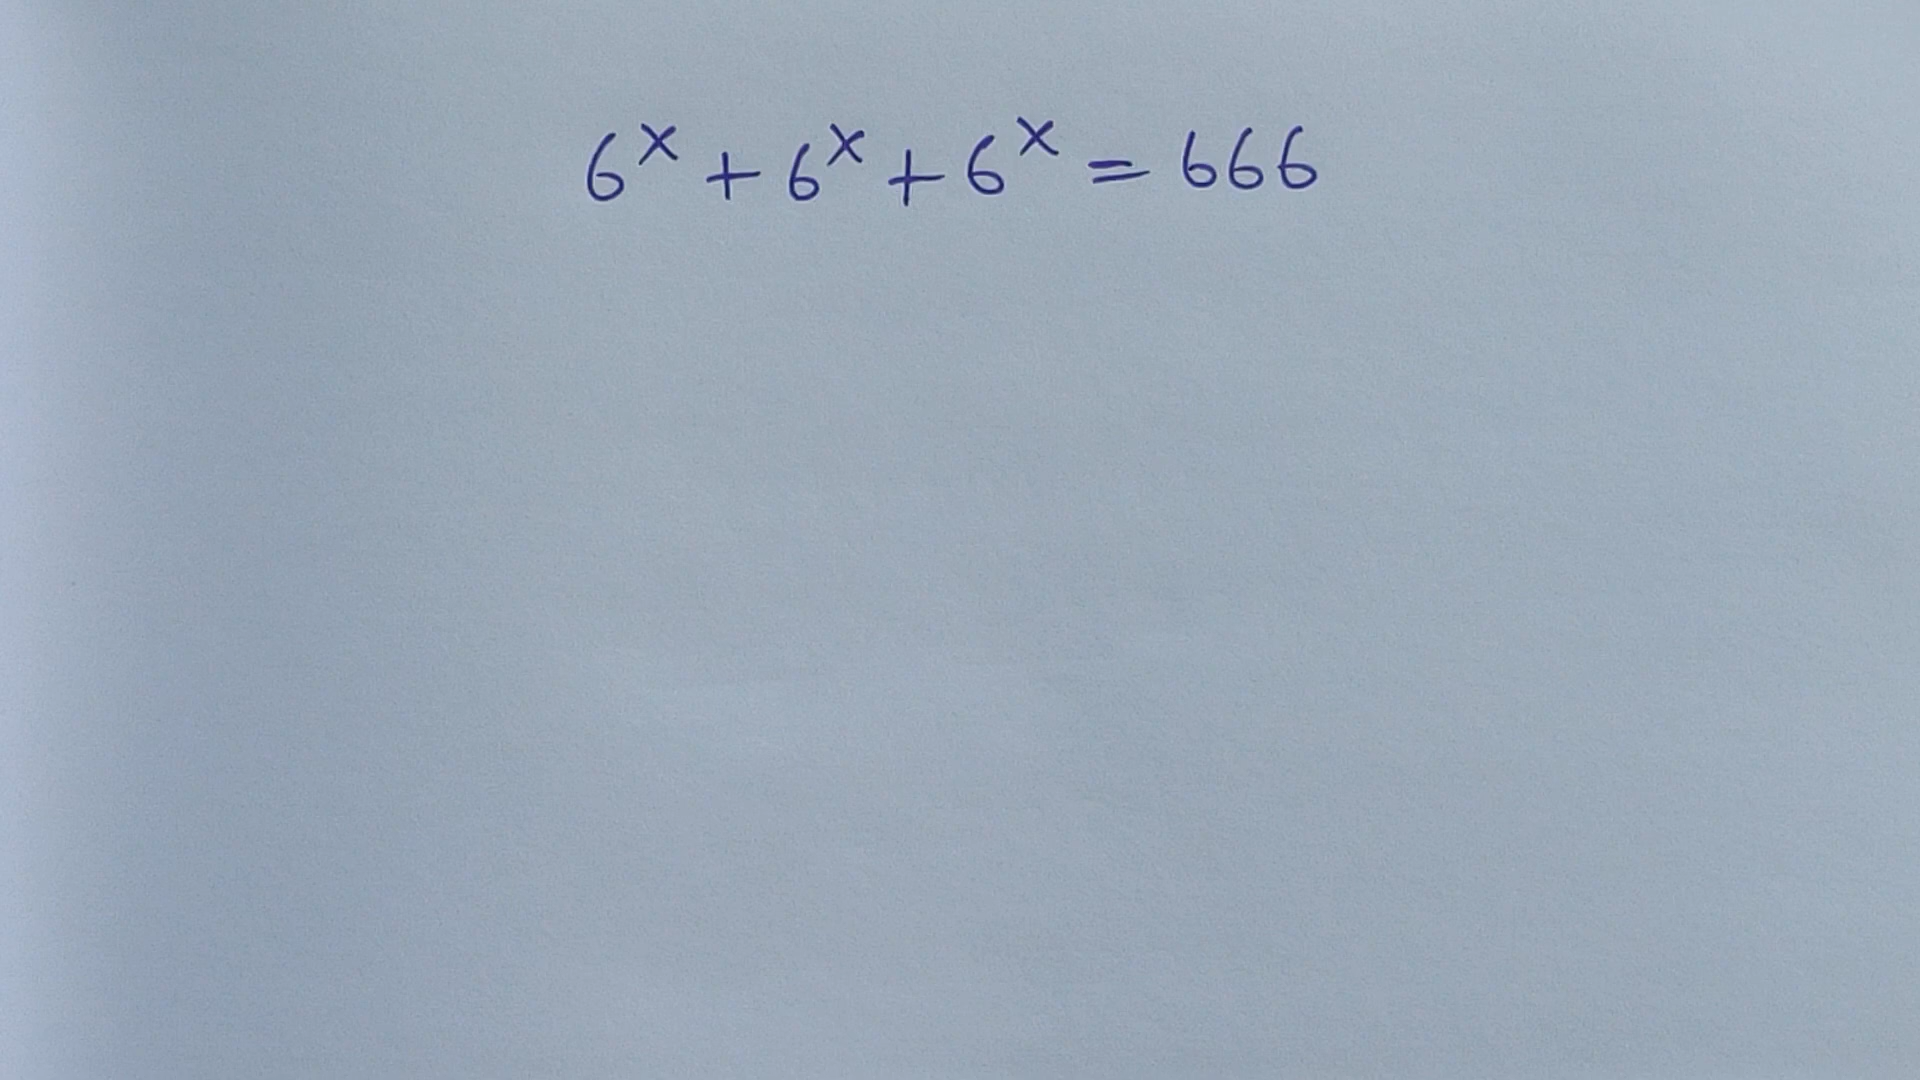 6^x + 6^x + 6^x = 666